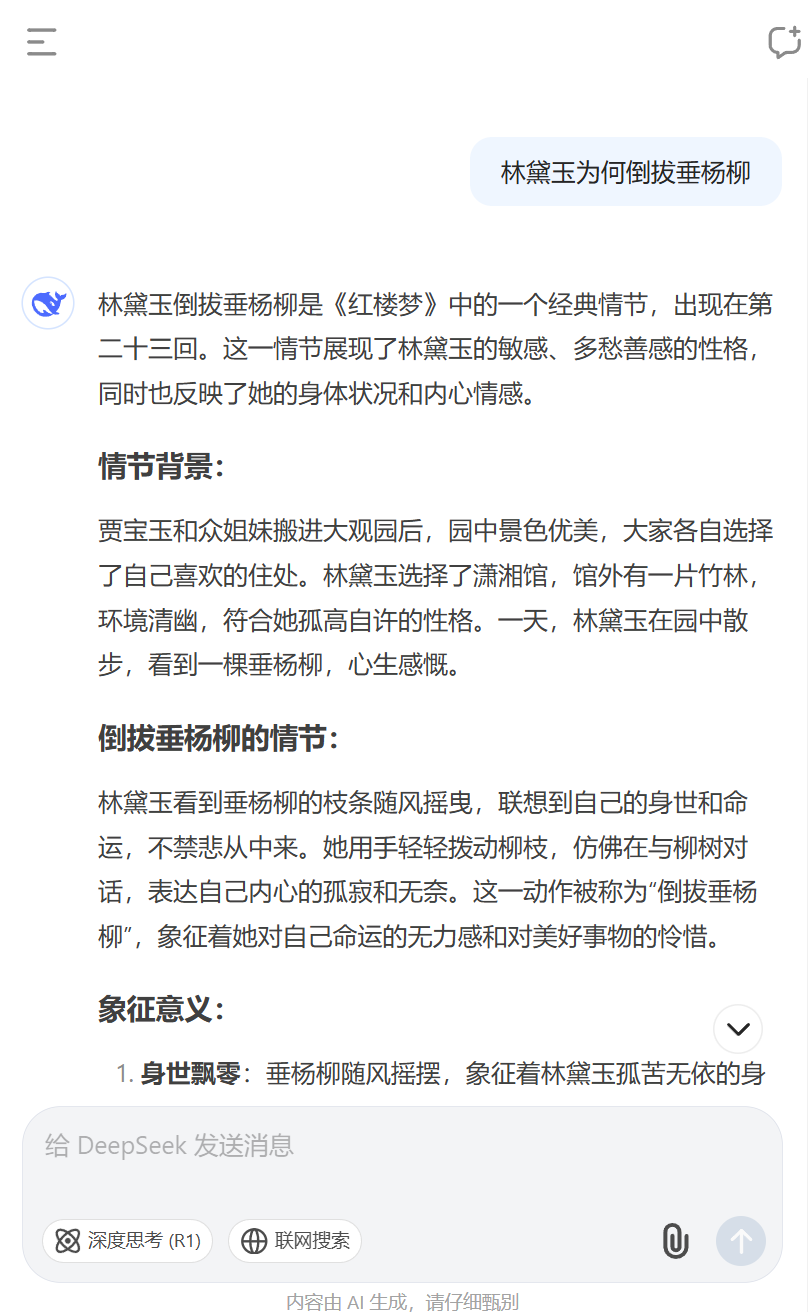 林黛玉为何倒拔垂杨柳
林黛玉倒拔垂杨柳是《红楼梦》中的一个经典情节，出现在第
二十三回。这一情节展现了林黛玉的敏感、多愁善感的性格，
同时也反映了她的身体状况和内心情感。
情节背景：
贾宝玉和众姐妹搬进大观园后，园中景色优美，大家各自选择
了自己喜欢的住处。林黛玉选择了潇湘馆，馆外有一片竹林，
环境清幽，符合她孤高自许的性格。一天，林黛玉在园中散
步，看到一棵垂杨柳，心生感慨。
倒拔垂杨柳的情节：
林黛玉看到垂杨柳的枝条随风摇曳，联想到自己的身世和命
运，不禁悲从中来。她用手轻轻拨动柳枝，仿佛在与柳树对
话，表达自己内心的孤寂和无奈。这一动作被称为“倒拔垂杨
柳”，象征着她对自己命运的无力感和对美好事物的怜惜。
象征意义：
1. 身世飘零：垂杨柳随风摇摆，象征着林黛玉孤苦无依的身
给 DeepSeek 发送消息
深度思考 (R1) 联网搜索
内容由 AI 生成，请仔细甄别